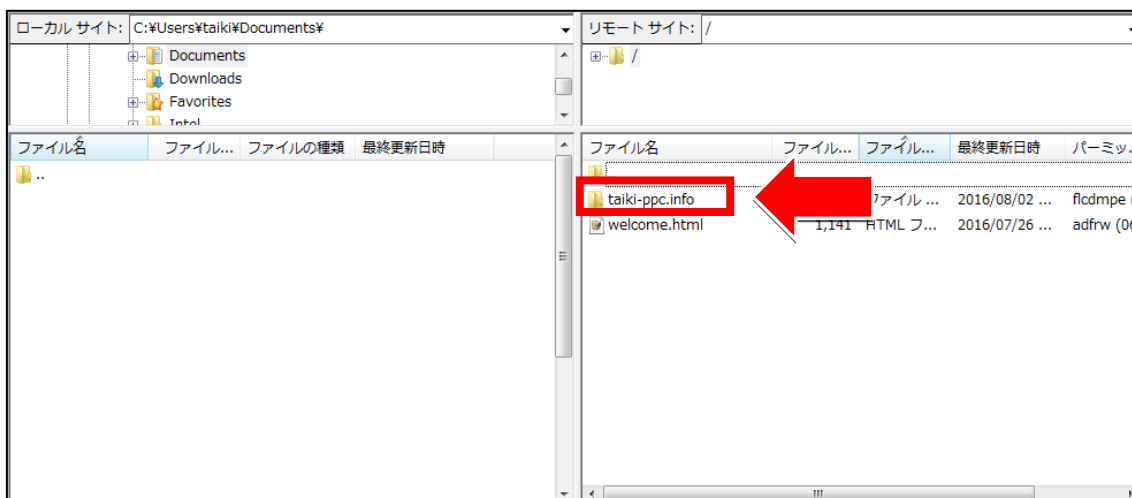 ローカル サイト: C:¥Users¥taiki¥Documents¥
Documents
Downloads
Favorites
Intel
ファイル名 ファイル... ファイルの種類 最終更新日時
..
リモート サイト: /
/
ファイル名 ファイル... ファイル... 最終更新日時 パーミッ...
taiki-ppc.info ファイル ... 2016/08/02 ... flcdmpe (
welcome.html 1,141 HTML フ... 2016/07/26 ... adfrw (06